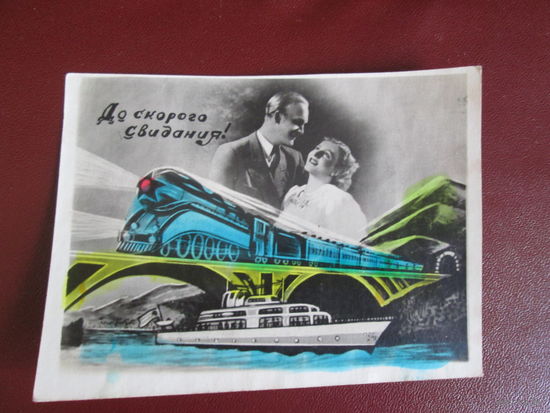 До скорого
свидания!